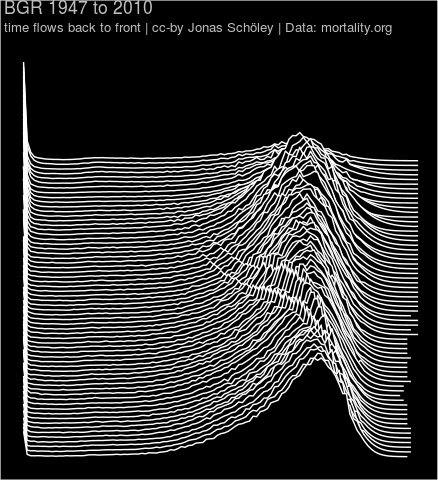 BGR 1947 to 2010
time flows back to front | cc-by Jonas Schöley | Data: mortality.org